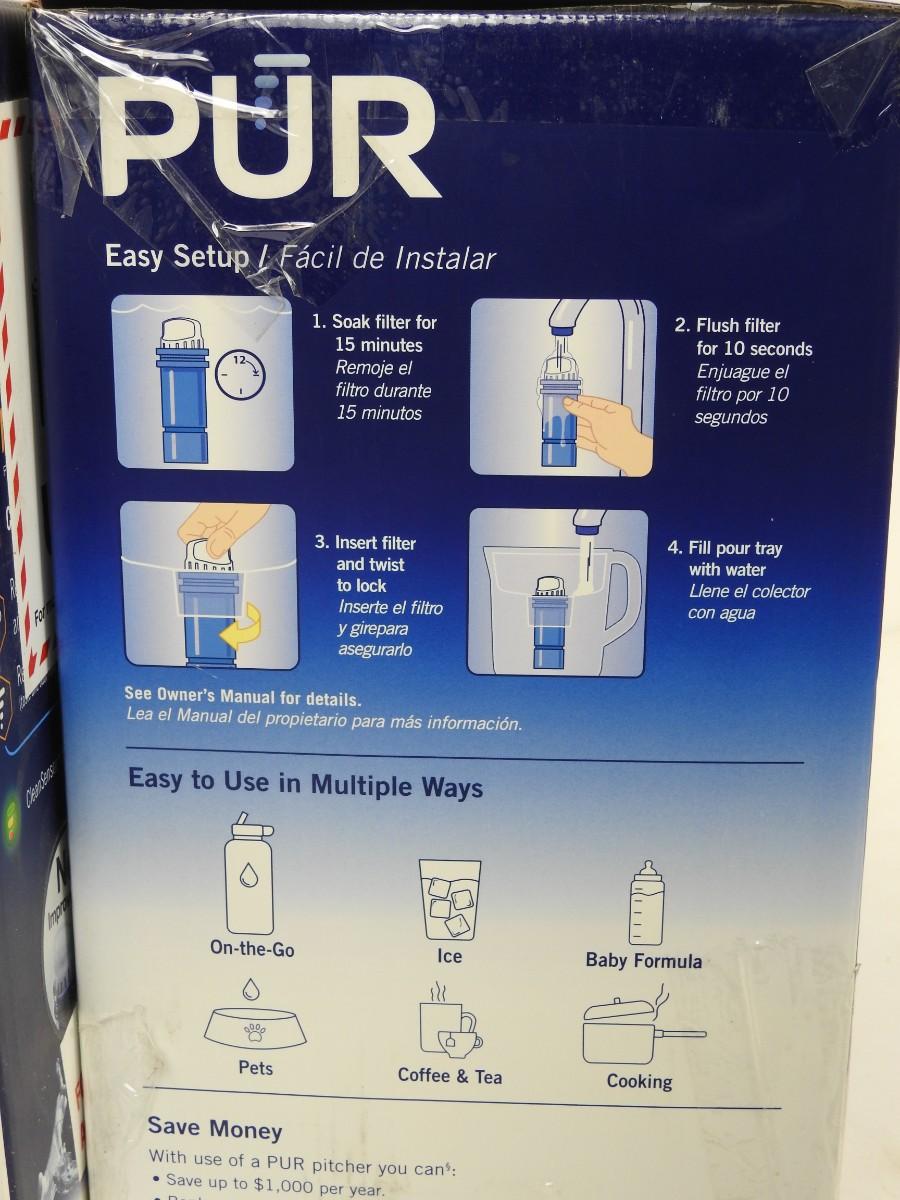 PUR
Easy Setup / Fácil de Instalar
12
1. Soak filter for
15 minutes
Remoje el
filtro durante
15 minutos
2. Flush filter
for 10 seconds
Enjuague el
filtro por 10
segundos
3. Insert filter
and twist
to lock
Inserte el filtro
y girepara
asegurarlo
4. Fill pour tray
with water
Llene el colector
con agua
See Owner's Manual for details.
Lea el Manual del propietario para más información.
Easy to Use in Multiple Ways
On-the-Go
Ice
Baby Formula
Pets
Coffee & Tea
Cooking
Save Money
With use of a PUR pitcher you can§:
• Save up to $1,000 per year.
For
CleanSens